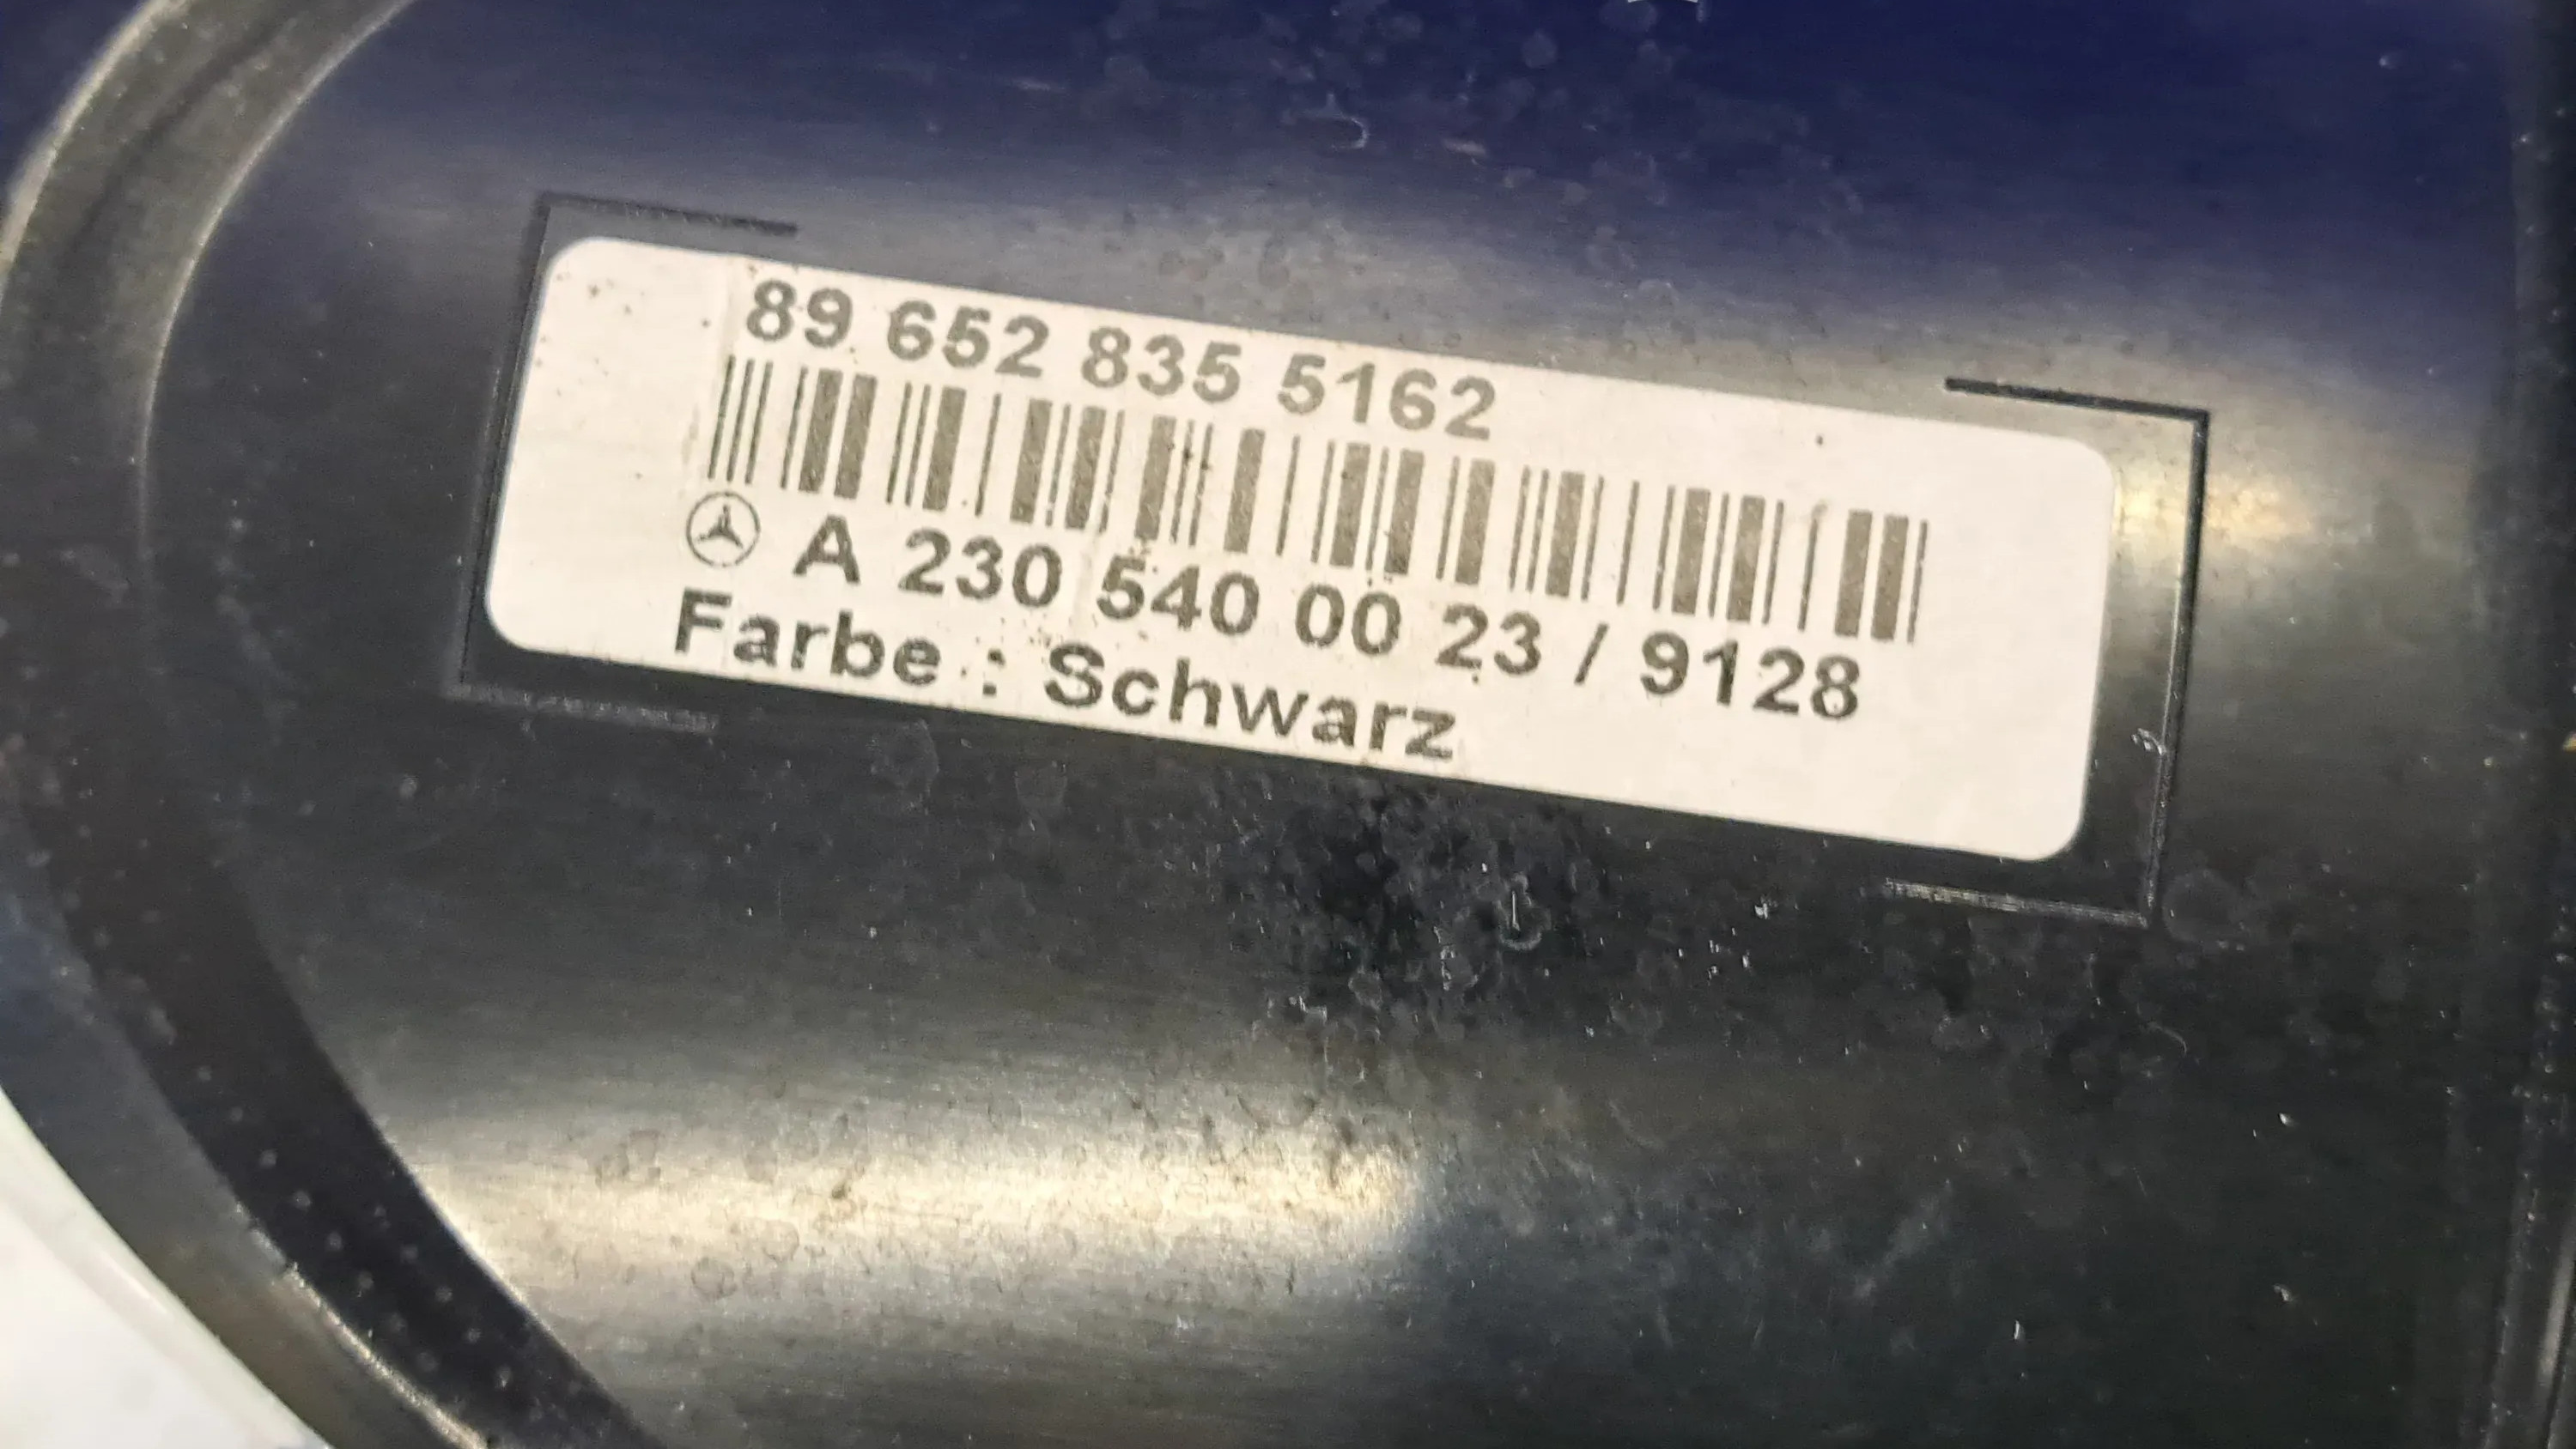 89 652 835 5162
A 230 540 00 23 / 9128
Farbe : Schwarz